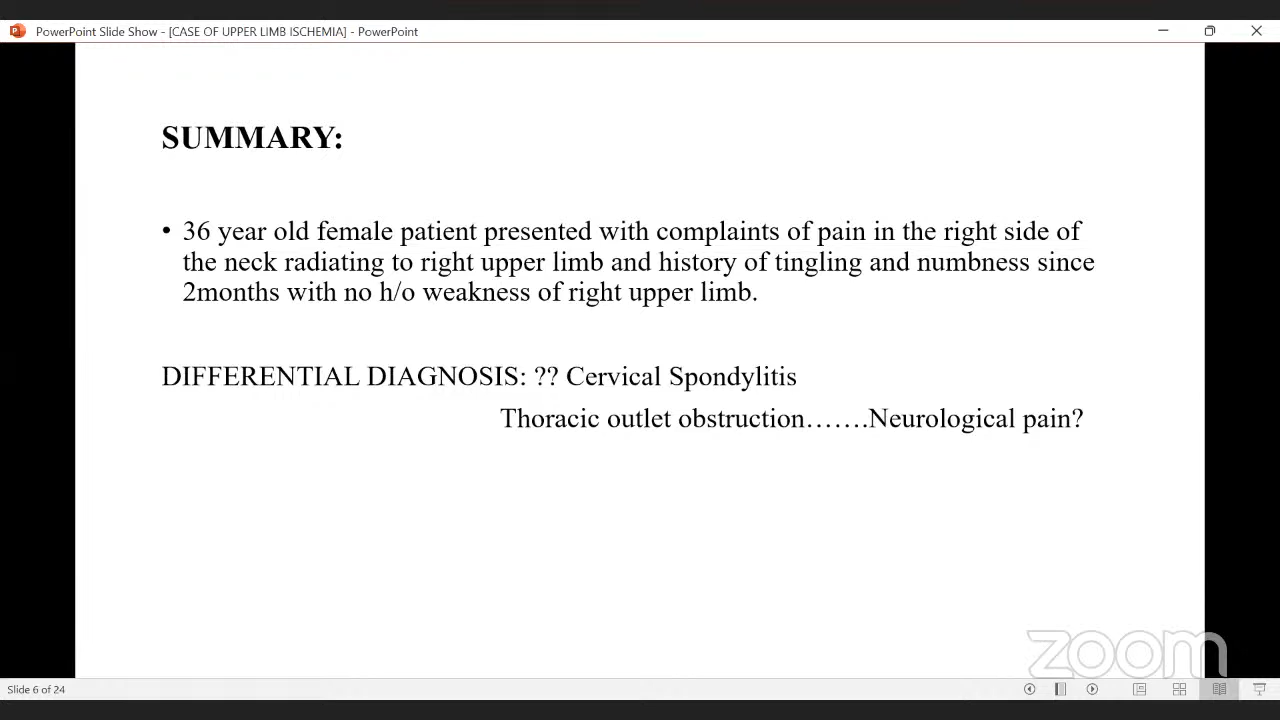 PowerPoint Slide Show - [CASE OF UPPER LIMB ISCHEMIA] - PowerPoint
SUMMARY:
• 36 year old female patient presented with complaints of pain in the right side of
the neck radiating to right upper limb and history of tingling and numbness since
2months with no h/o weakness of right upper limb.
DIFFERENTIAL DIAGNOSIS: ?? Cervical Spondylitis
Thoracic outlet obstruction…….Neurological pain?
zoom
Slide 6 of 24